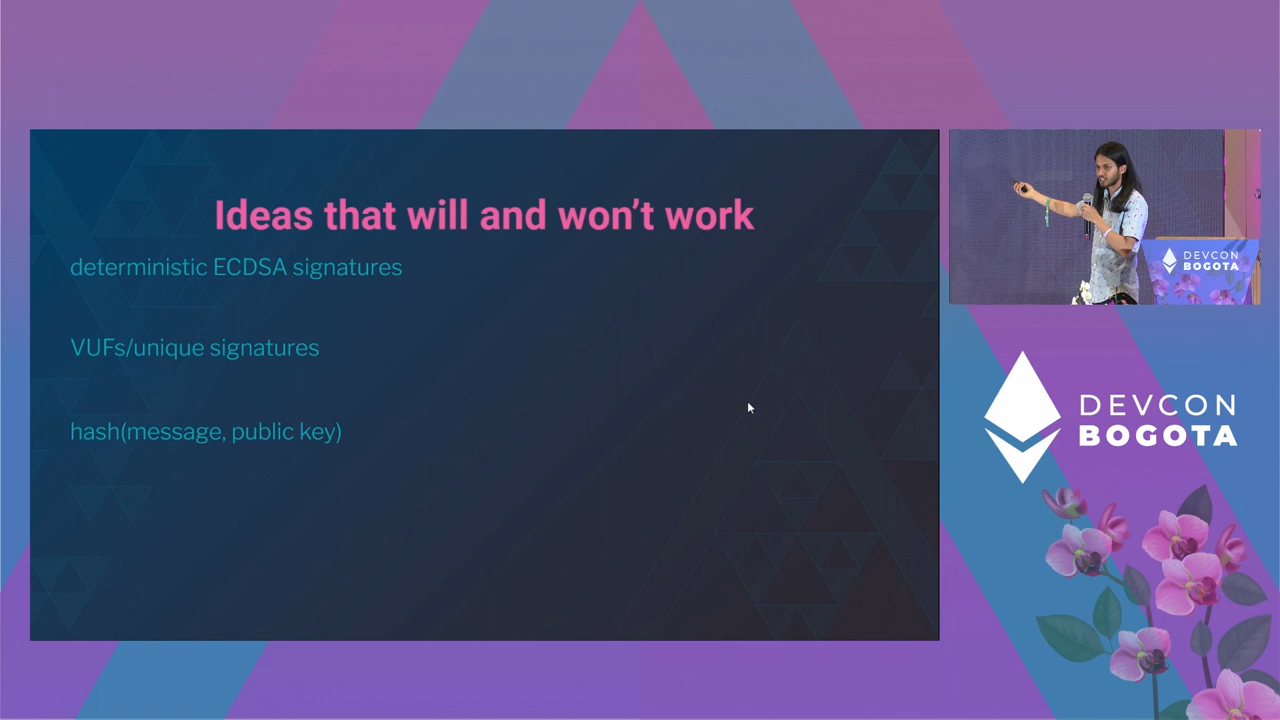 Ideas that will and won't work
deterministic ECDSA signatures
VUFs/unique signatures
hash(message, public key)
DEVCON
BOGOTA
DEVCON
BOGOTA